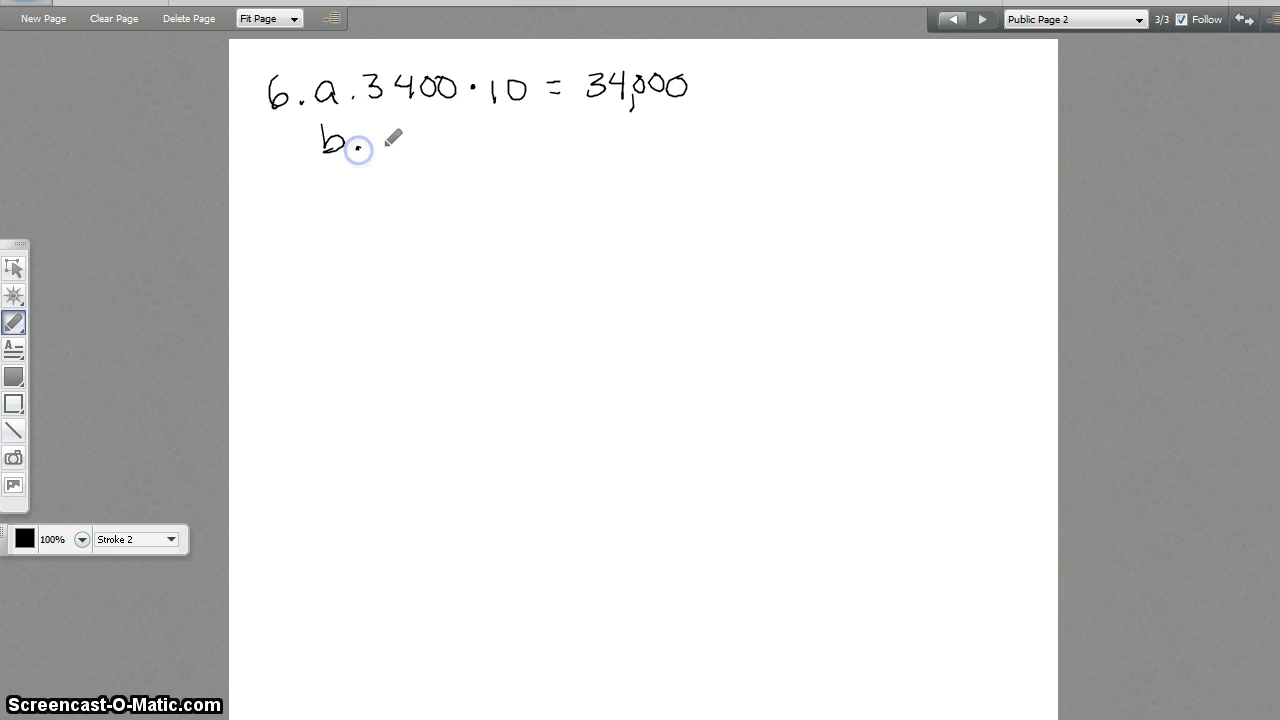 New Page Clear Page Delete Page Fit Page Public Page 2 3/3 Follow
6. a. 3400 · 10 = 34,000
b.
A
100% Stroke 2
Screencast-O-Matic.com